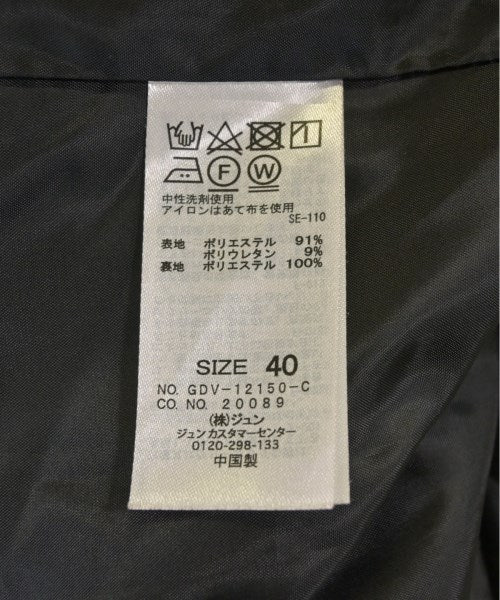 F W
中性洗剤使用
アイロンはあて布を使用
SE-110
表地 ポリエステル 91%
ポリウレタン 9%
裏地 ポリエステル 100%
SIZE 40
NO. GDV-12150-C
CO. NO. 20089
(株)ジュン
ジュンカスタマーセンター
0120-298-133
中国製